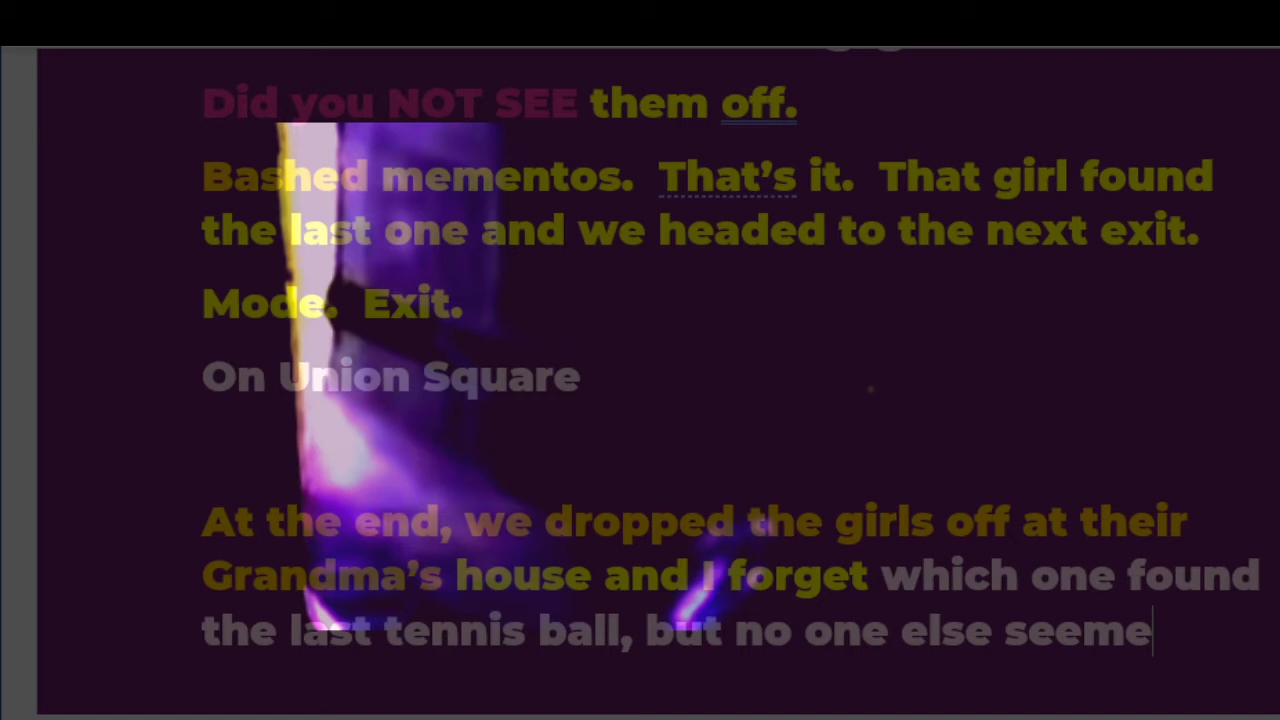 Did you NOT SEE them off.
Bashed mementos.  That’s it.  That girl found
the last one and we headed to the next exit.
Mode.  Exit.
On Union Square
At the end, we dropped the girls off at their
Grandma’s house and I forget which one found
the last tennis ball, but no one else seeme